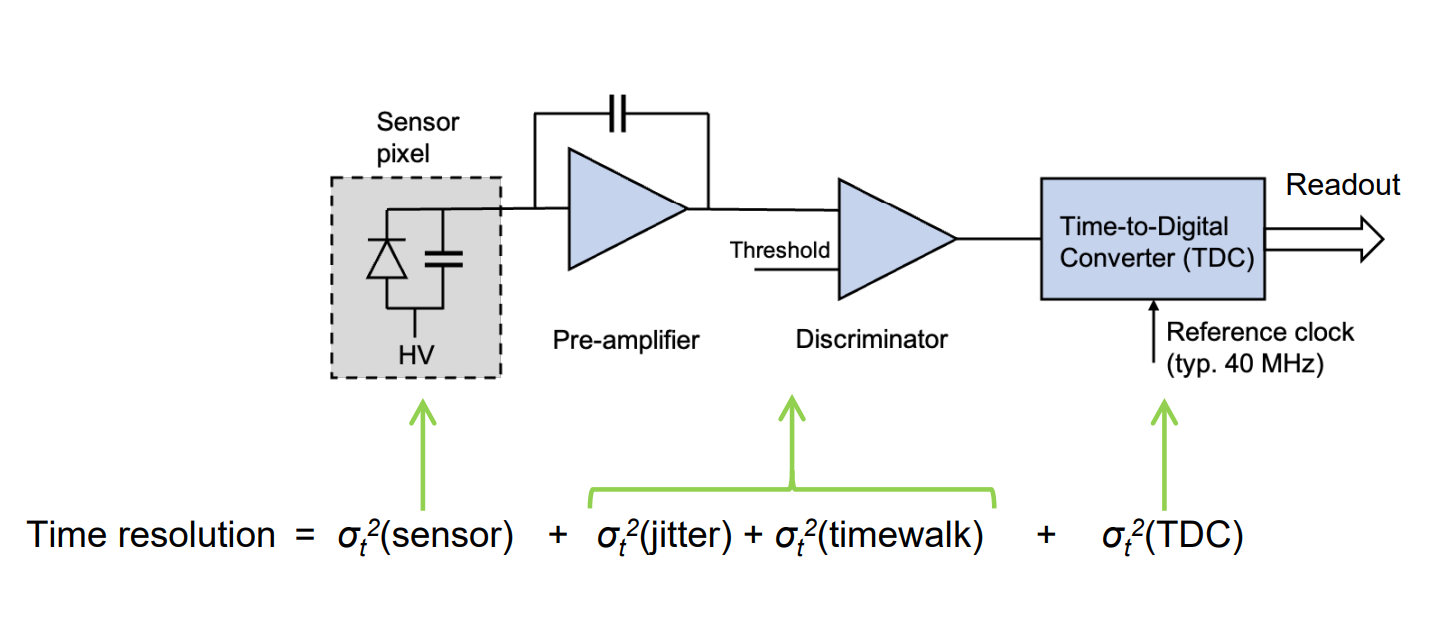 Sensor
pixel
Readout
Time-to-Digital
Converter (TDC)
Threshold
HV
Pre-amplifier
Discriminator
Reference clock
(typ. 40 MHz)
Time resolution = σₜ²(sensor) + σₜ²(jitter) + σₜ²(timewalk) + σₜ²(TDC)